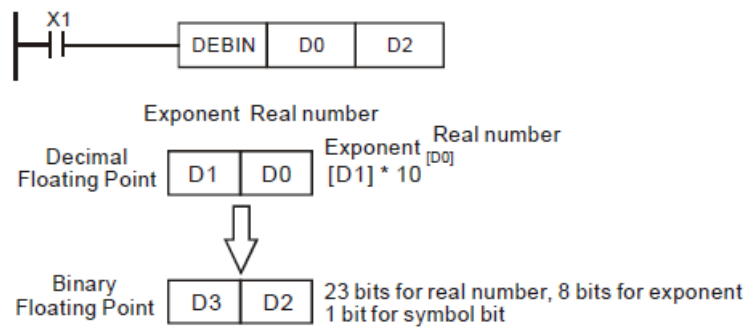 X1
DEBIN D0 D2
Exponent Real number
Decimal
Floating Point
D1 D0
Exponent Real number
[D1] * 10 [D0]
Binary
Floating Point
D3 D2
23 bits for real number, 8 bits for exponent
1 bit for symbol bit